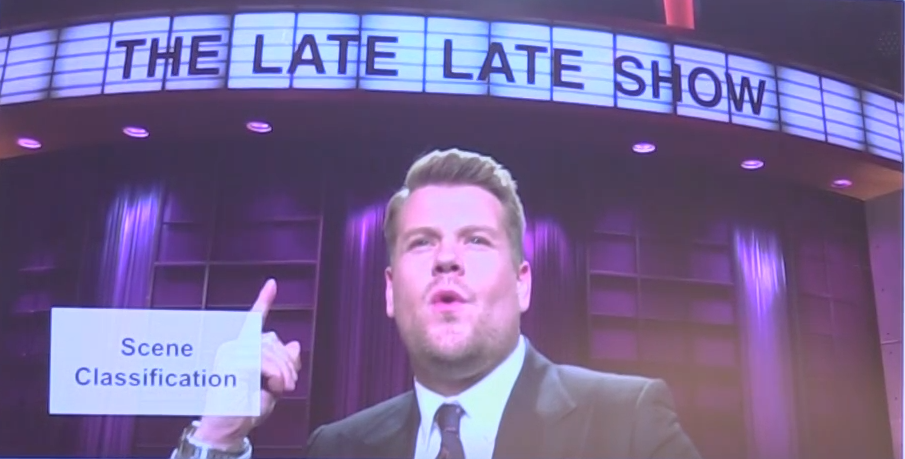 THE LATE LATE SHOW
Scene
Classification